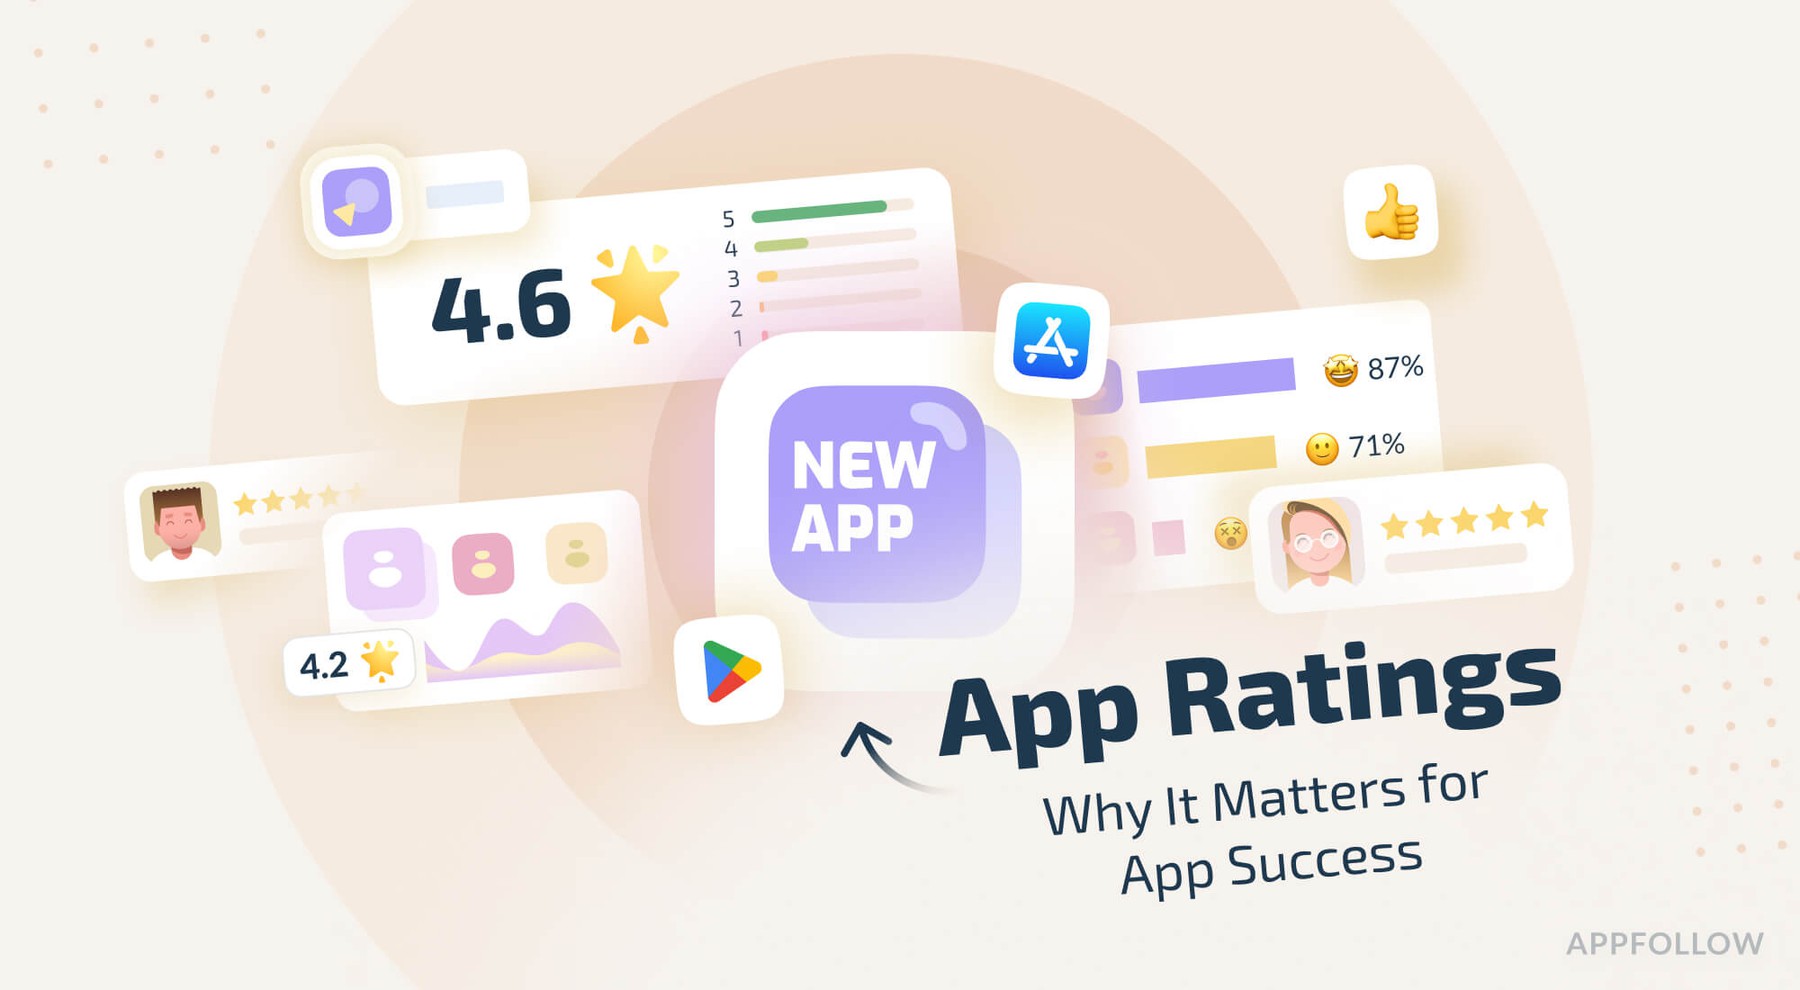 4.6
5
4
3
2
1
87%
71%
NEW
APP
4.2
App Ratings
Why It Matters for
App Success
APPFOLLOW